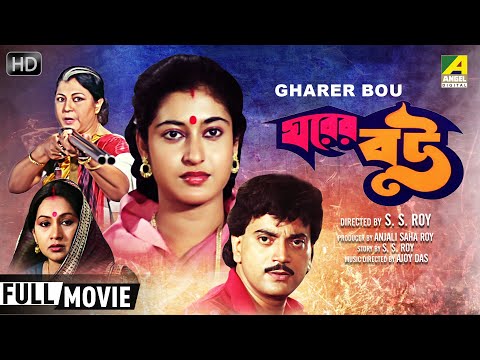 HD
A
ANGEL
DIGITAL
GHARER BOU
ঘরের
বউ
DIRECTED BY S. S. ROY
PRODUCER BY ANJALI SAHA ROY
STORY BY S. S. ROY
MUSIC DIRECTED BY AJOY DAS
FULL MOVIE